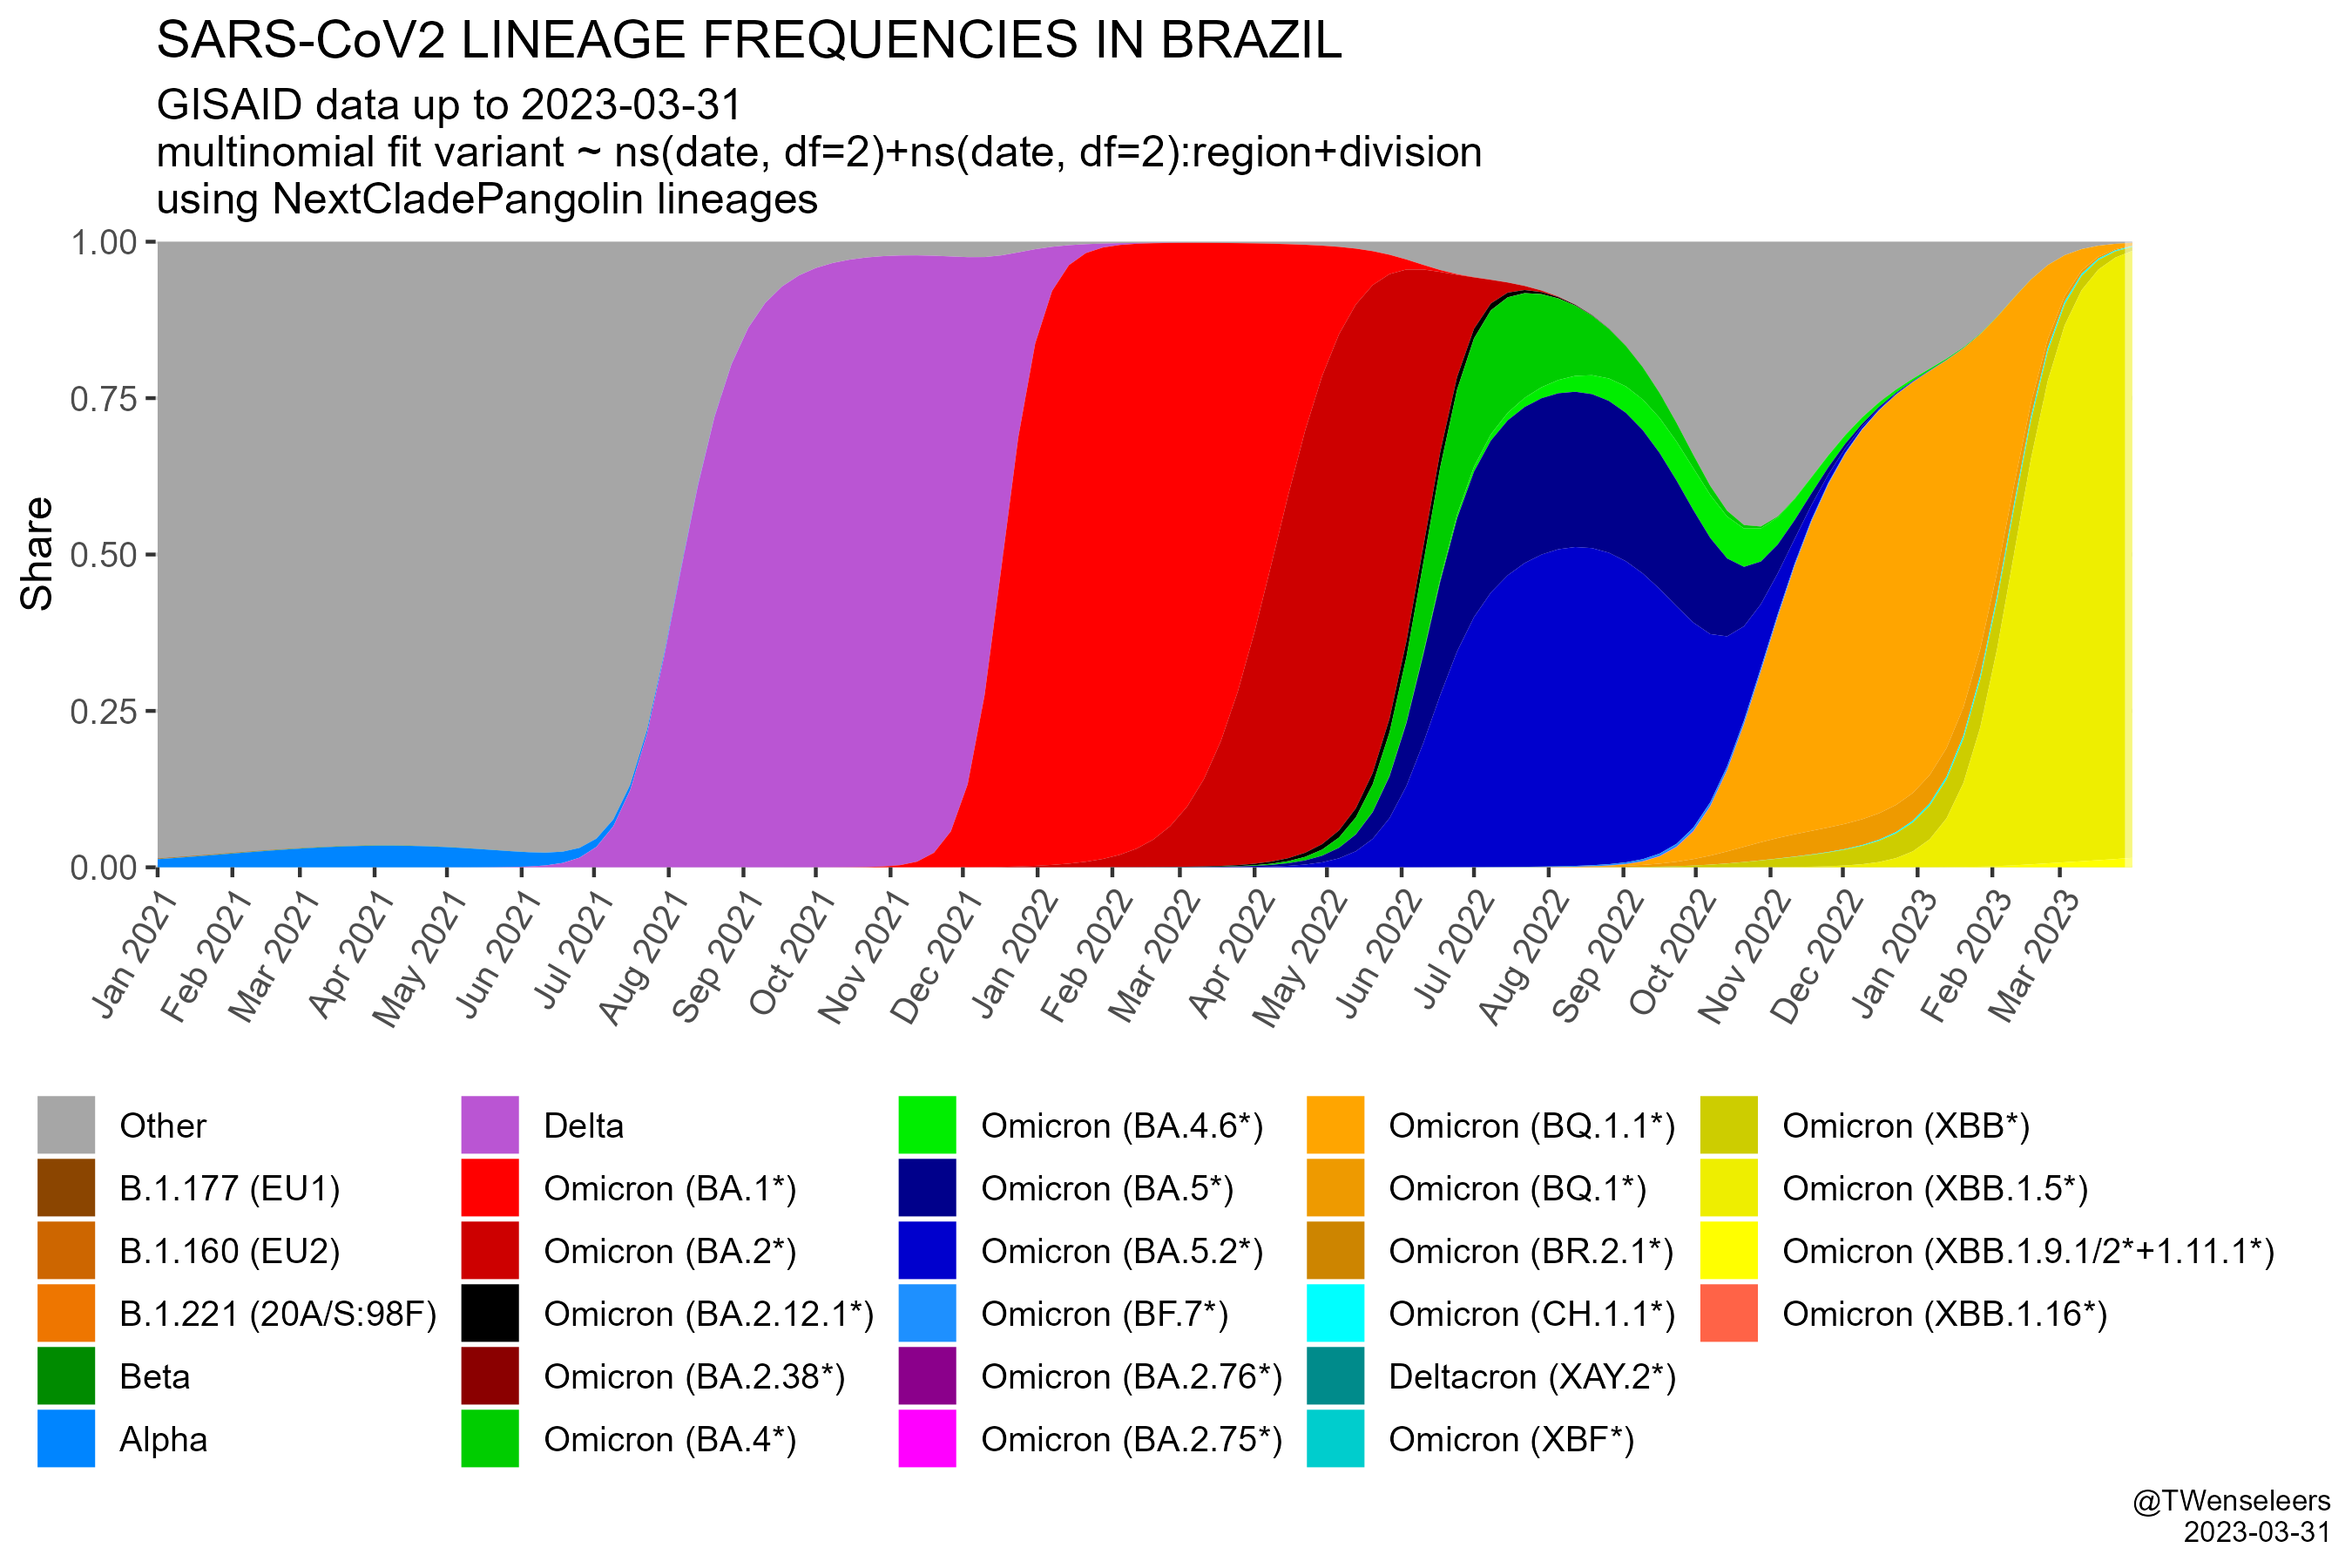 SARS-CoV2 LINEAGE FREQUENCIES IN BRAZIL
GISAID data up to 2023-03-31
multinomial fit variant ~ ns(date, df=2)+ns(date, df=2):region+division
using NextCladePangolin lineages
Share
1.00
0.75
0.50
0.25
0.00
Jan 2021
Feb 2021
Mar 2021
Apr 2021
May 2021
Jun 2021
Jul 2021
Aug 2021
Sep 2021
Oct 2021
Nov 2021
Dec 2021
Jan 2022
Feb 2022
Mar 2022
Apr 2022
May 2022
Jun 2022
Jul 2022
Aug 2022
Sep 2022
Oct 2022
Nov 2022
Dec 2022
Jan 2023
Feb 2023
Mar 2023
Other
B.1.177 (EU1)
B.1.160 (EU2)
B.1.221 (20A/S:98F)
Beta
Alpha
Delta
Omicron (BA.1*)
Omicron (BA.2*)
Omicron (BA.2.12.1*)
Omicron (BA.2.38*)
Omicron (BA.4*)
Omicron (BA.4.6*)
Omicron (BA.5*)
Omicron (BA.5.2*)
Omicron (BF.7*)
Omicron (BA.2.76*)
Omicron (BA.2.75*)
Omicron (BQ.1.1*)
Omicron (BQ.1*)
Omicron (BR.2.1*)
Omicron (CH.1.1*)
Deltacron (XAY.2*)
Omicron (XBF*)
Omicron (XBB*)
Omicron (XBB.1.5*)
Omicron (XBB.1.9.1/2*+1.11.1*)
Omicron (XBB.1.16*)
@TWenseleers
2023-03-31